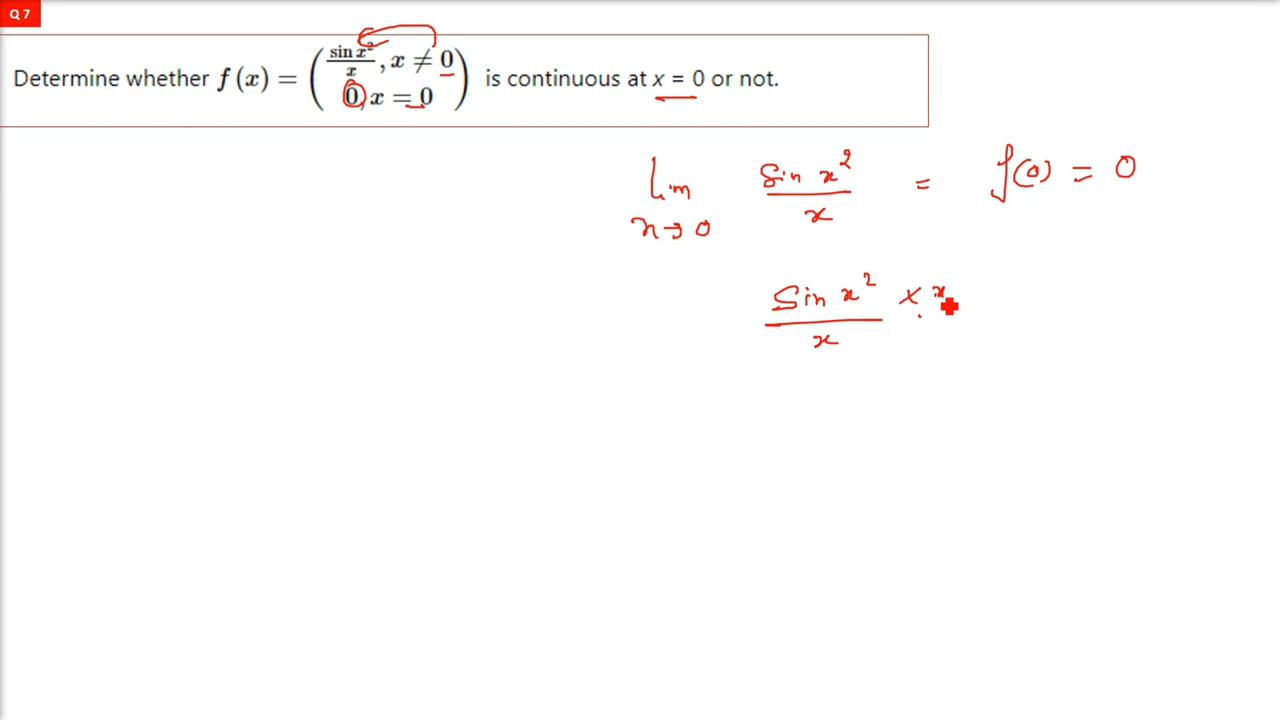 Q 7
Determine whether f (x) = ( sin x² / x , x ≠ 0
0, x = 0 ) is continuous at x = 0 or not.
Lim x→0 sin x² / x = f(0) = 0
Sin x² / x × x